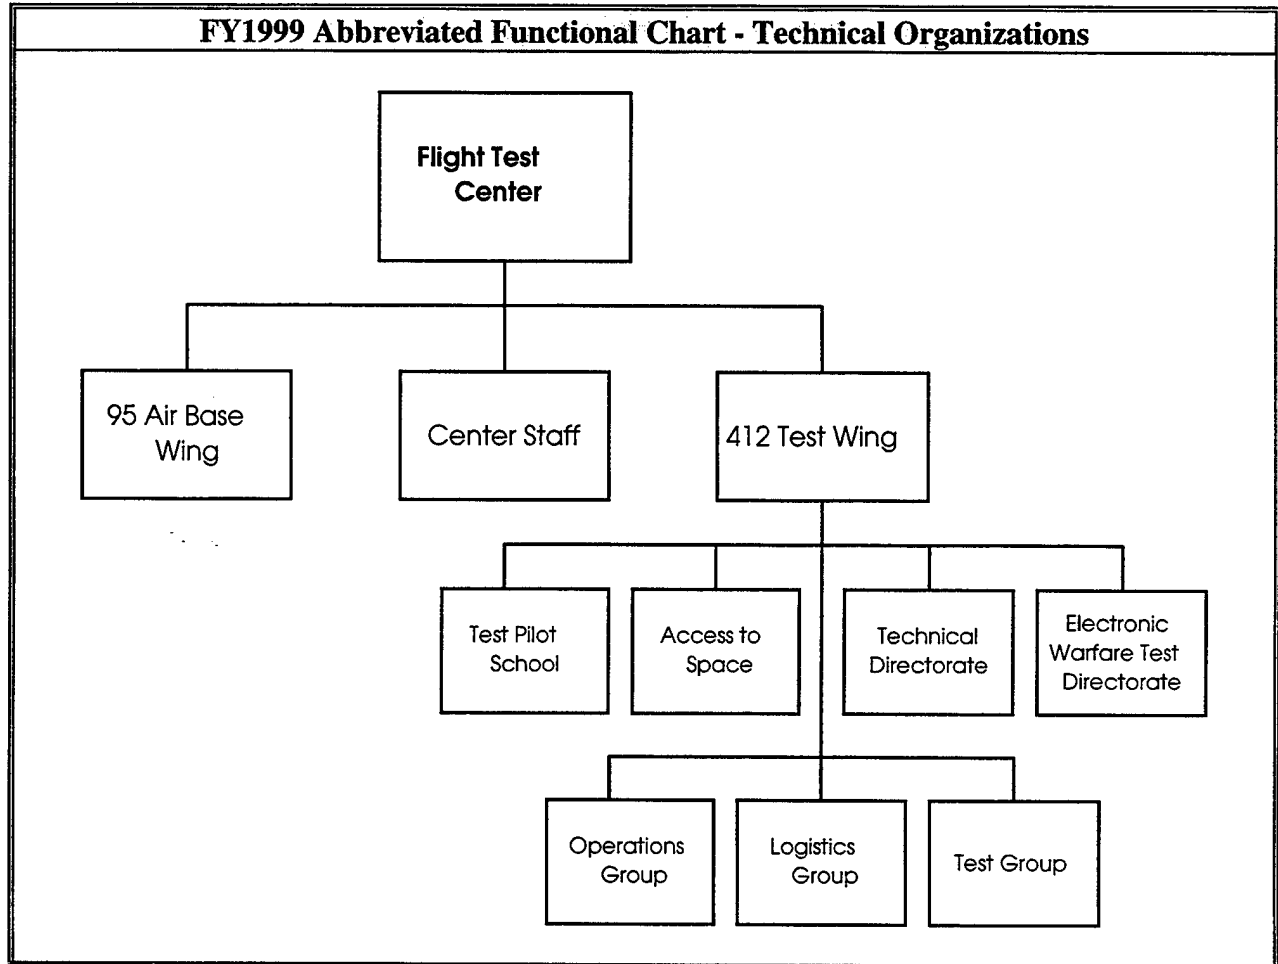 FY1999 Abbreviated Functional Chart - Technical Organizations
Flight Test
Center
95 Air Base
Wing
Center Staff
412 Test Wing
Test Pilot
School
Access to
Space
Technical
Directorate
Electronic
Warfare Test
Directorate
Operations
Group
Logistics
Group
Test Group